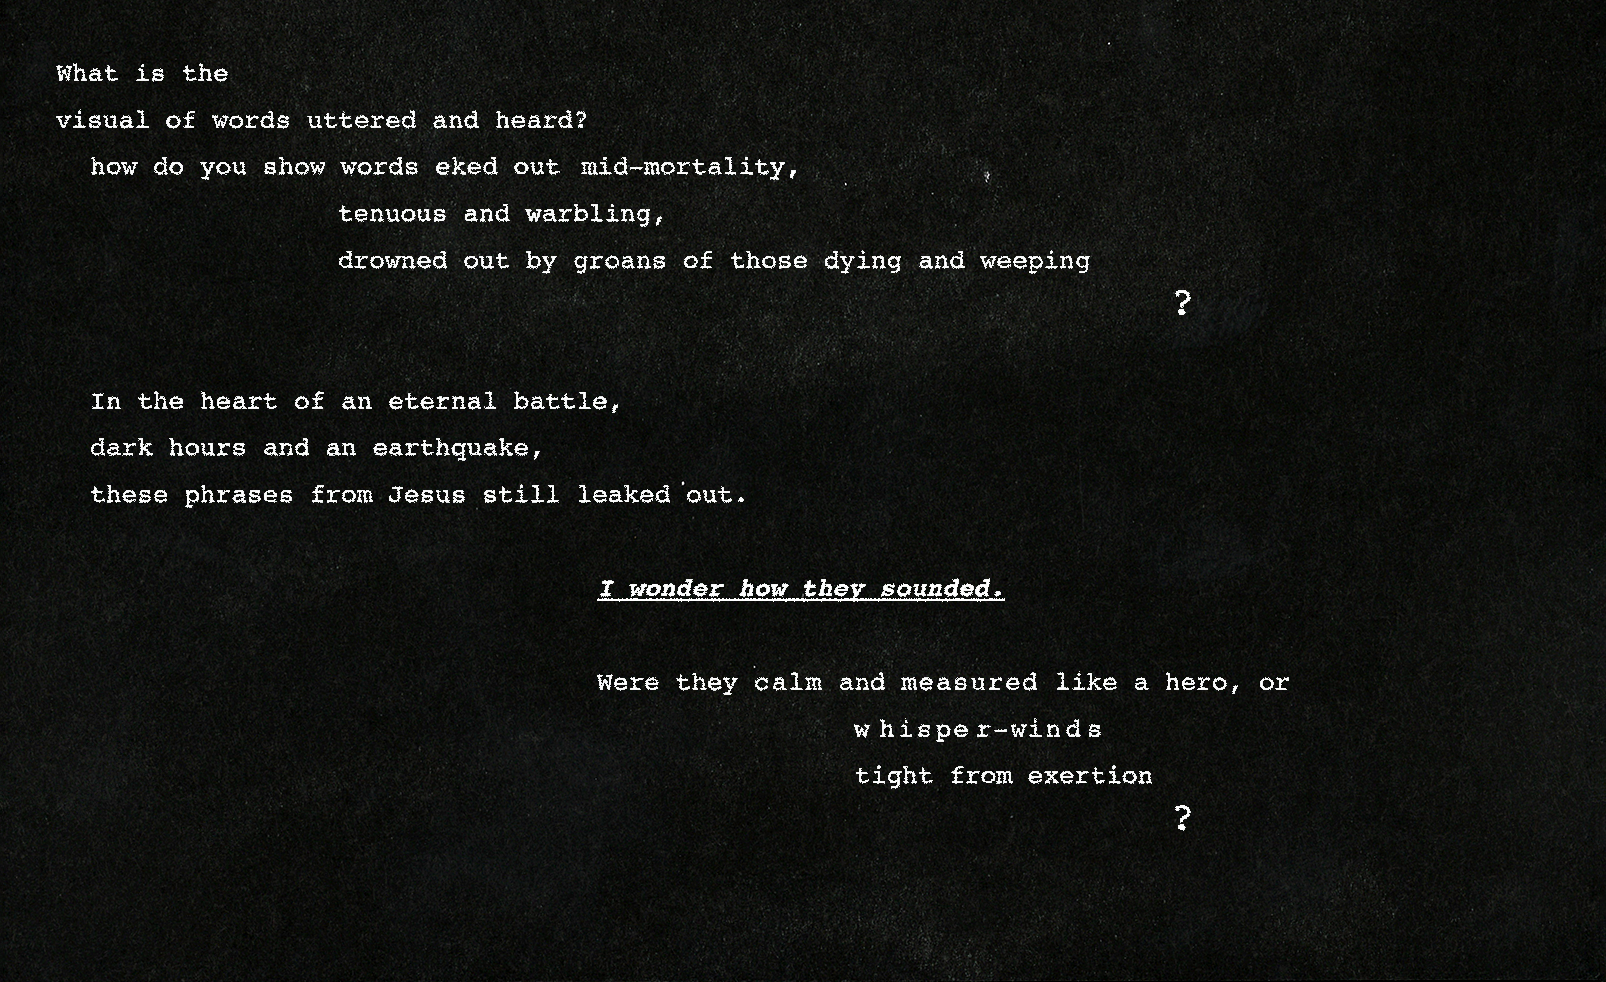 What is the
visual of words uttered and heard?
how do you show words eked out mid-mortality,
tenuous and warbling,
drowned out by groans of those dying and weeping
?
In the heart of an eternal battle,
dark hours and an earthquake,
these phrases from Jesus still leaked out.
I wonder how they sounded.
Were they calm and measured like a hero, or
whisper-winds
tight from exertion
?